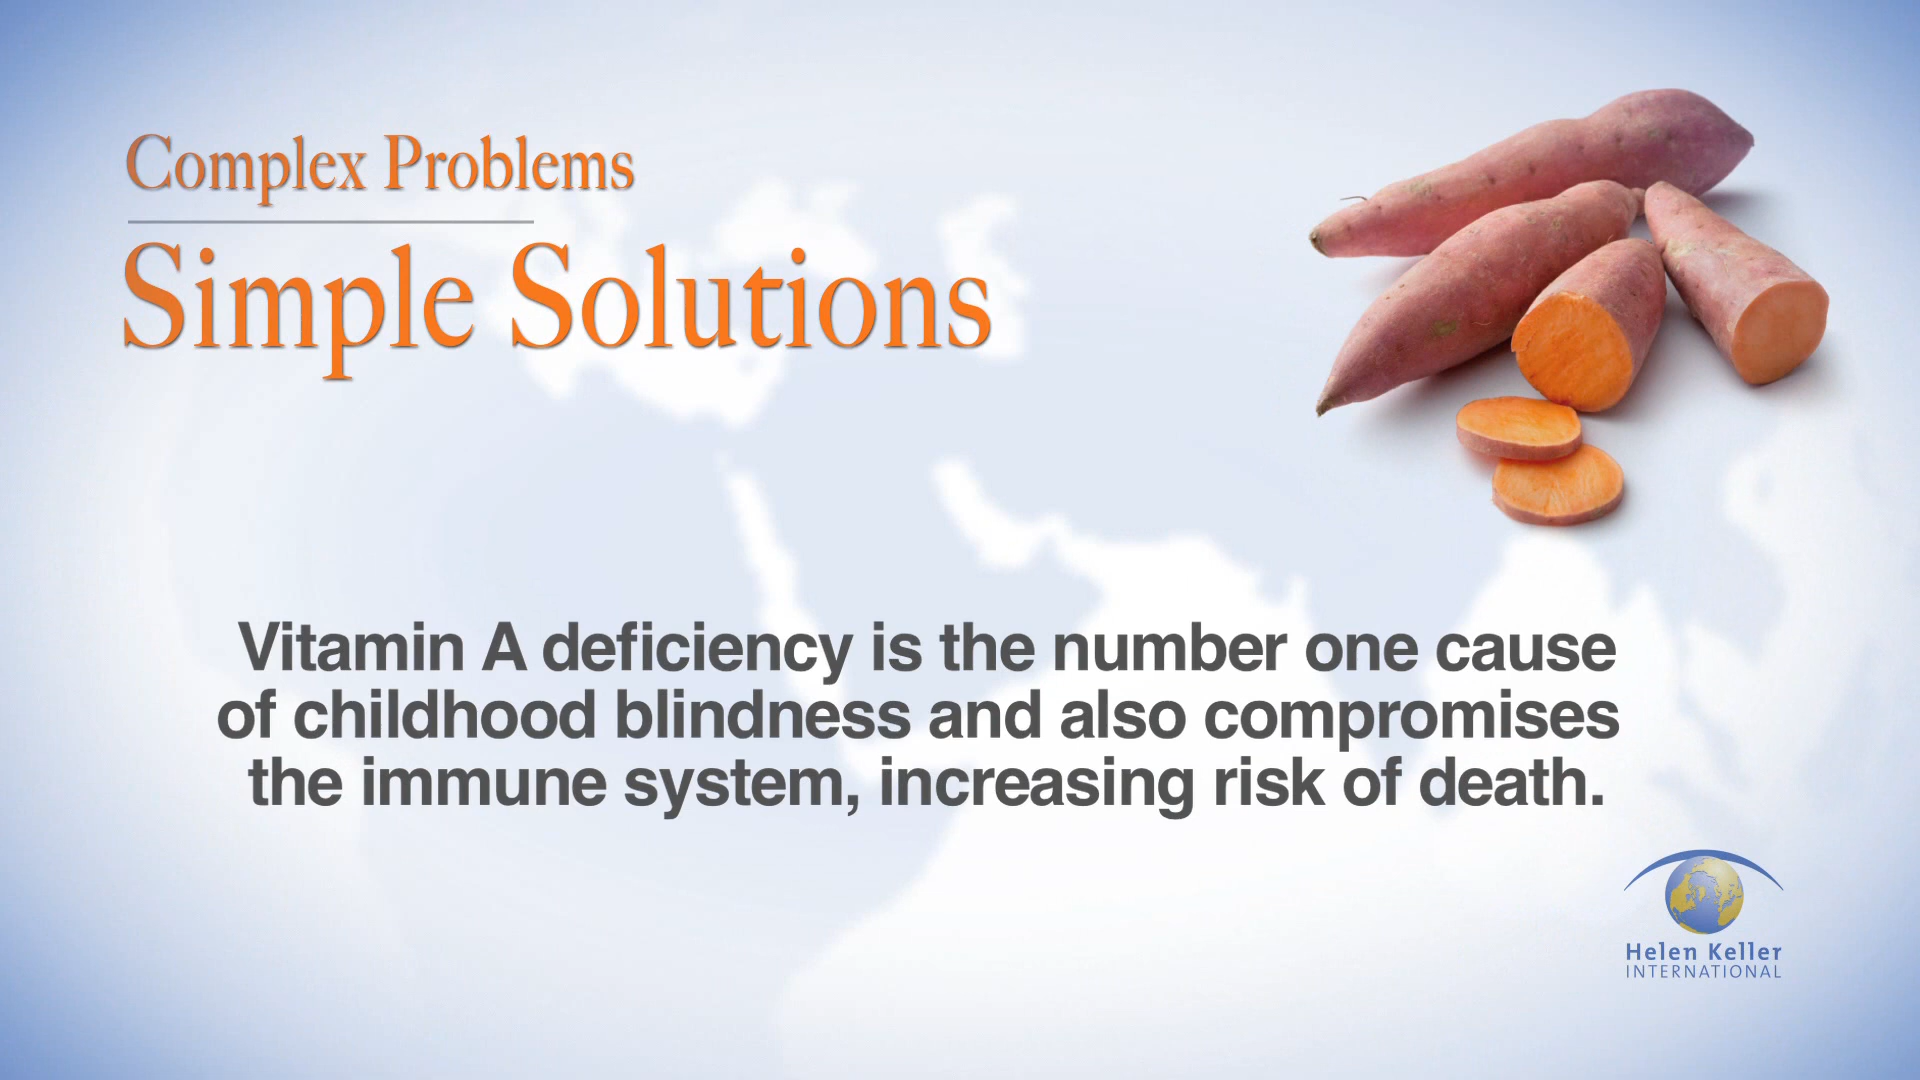 Complex Problems
Simple Solutions
Vitamin A deficiency is the number one cause
of childhood blindness and also compromises
the immune system, increasing risk of death.
Helen Keller
INTERNATIONAL